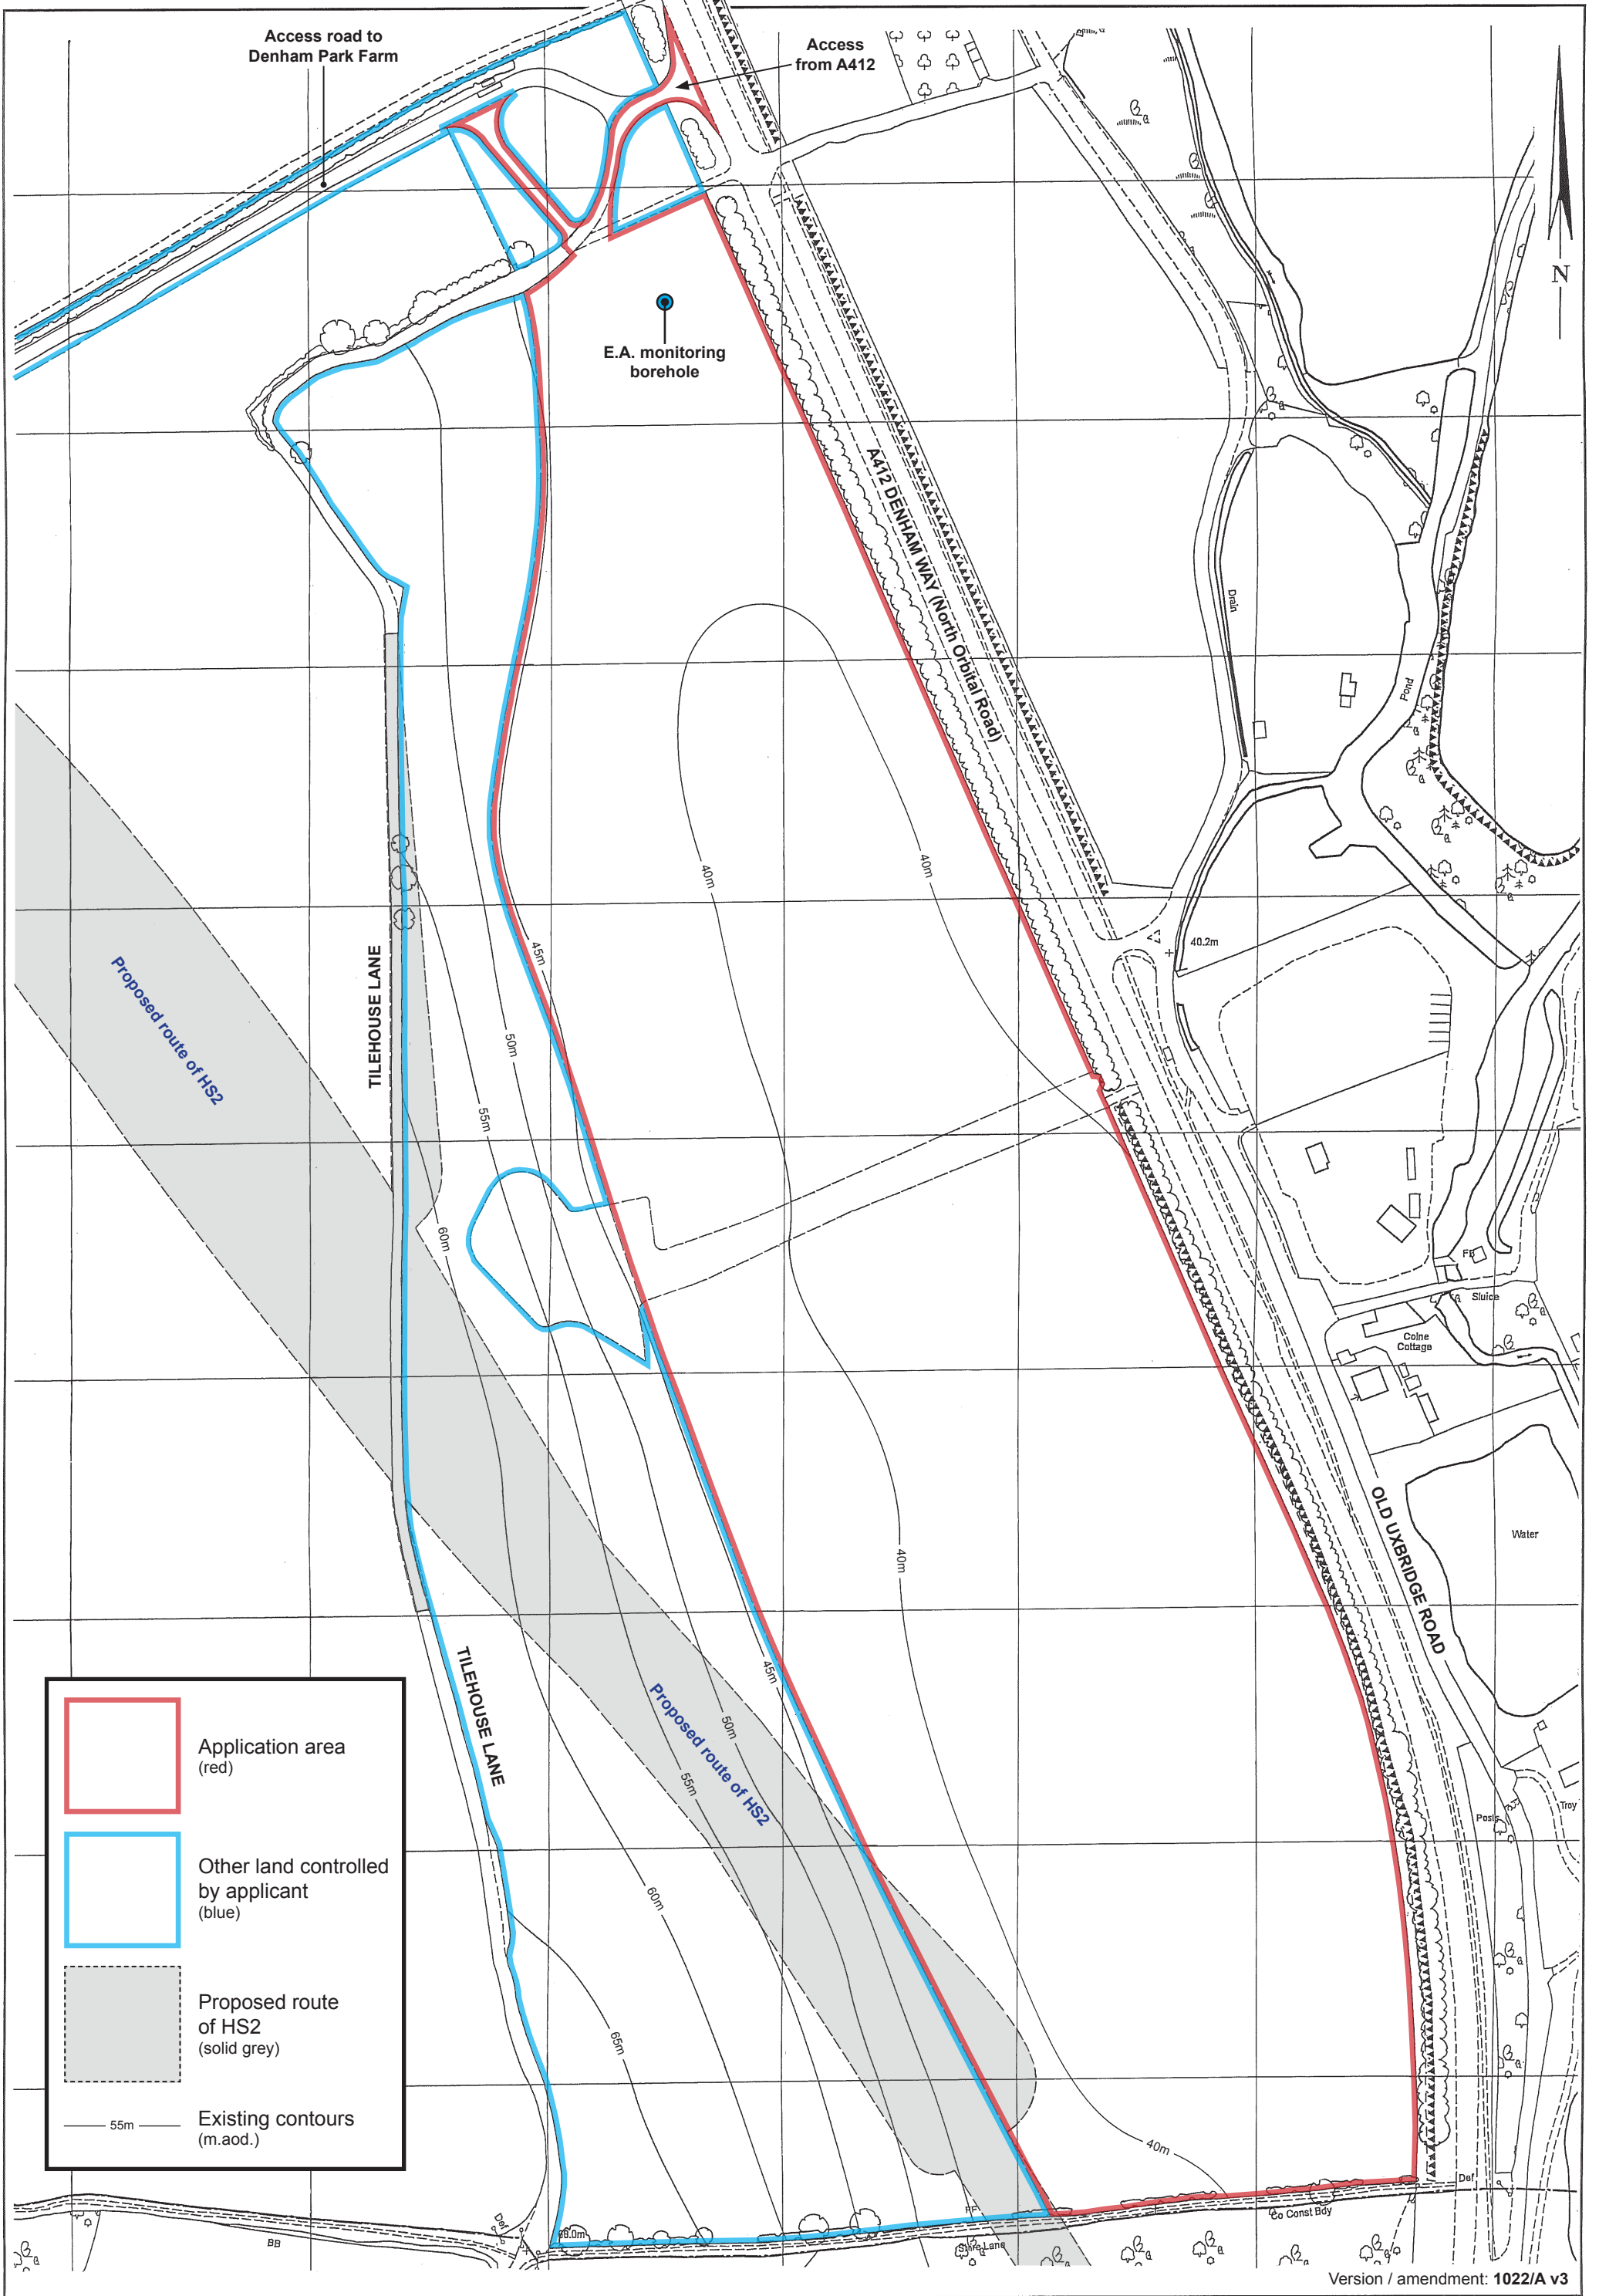 Access road to
Denham Park Farm
Access
from A412
N
E.A. monitoring
borehole
A412 DENHAM WAY (North Orbital Road)
Drain
Pond
40m
40m
40.2m
45m
50m
55m
60m
TILEHOUSE LANE
Proposed route of HS2
FB
Sluice
Colne
Cottage
OLD UXBRIDGE ROAD
Water
40m
45m
50m
55m
60m
65m
Proposed route of HS2
TILEHOUSE LANE
Posts
Troy
40m
Def
Co Const Bdy
Def
BB
Application area
(red)
Other land controlled
by applicant
(blue)
Proposed route
of HS2
(solid grey)
55m
Existing contours
(m.aod.)
Version / amendment: 1022/A v3